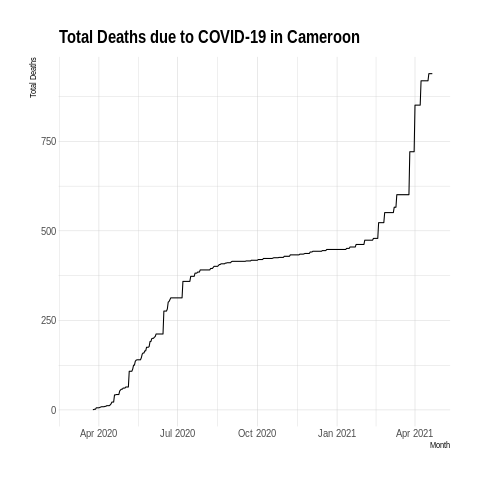 Total Deaths due to COVID-19 in Cameroon
Total Deaths
750
500
250
0
Apr 2020 Jul 2020 Oct 2020 Jan 2021 Apr 2021
Month